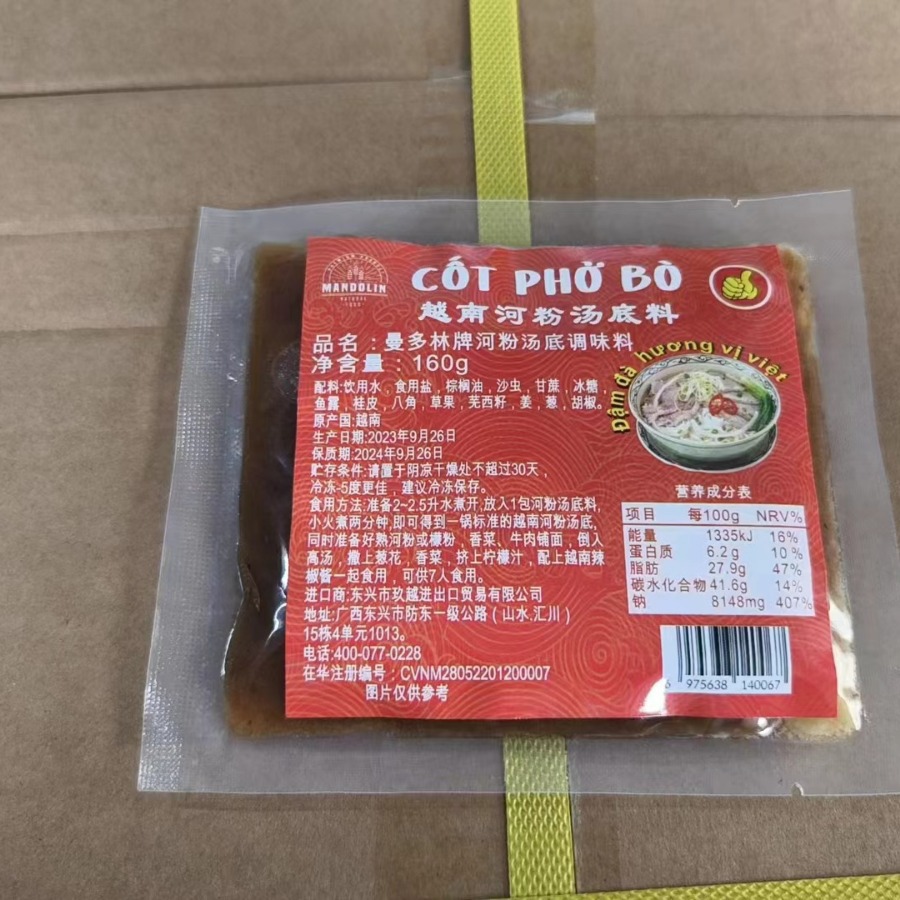 MANDOLIN
CỐT PHỞ BÒ
越南河粉汤底料
品名：曼多林牌河粉汤底调味料
净含量：160g
Đậm đà hương vị việt
配料:饮用水，食用盐，棕榈油，沙虫，甘蔗，冰糖，
鱼露，桂皮，八角，草果，芫西籽，姜，葱，胡椒。
原产国:越南
生产日期:2023年9月26日
保质期:2024年9月26日
贮存条件:请置于阴凉干燥处不超过30天，
冷冻-5度更佳，建议冷冻保存。
食用方法:准备2~2.5升水煮开,放入1包河粉汤底料,
小火煮两分钟,即可得到一锅标准的越南河粉汤底,
同时准备好熟河粉或檬粉、香菜、牛肉铺面，倒入
高汤，撒上葱花，香菜，挤上柠檬汁，配上越南辣
椒酱一起食用，可供7人食用。
进口商:东兴市玖越进出口贸易有限公司
地址:广西东兴市防东一级公路（山水.汇川）
15栋4单元1013。
电话:400-077-0228
在华注册编号：CVNM28052201200007
图片仅供参考
营养成分表
项目 每100g NRV%
能量 1335kJ 16%
蛋白质 6.2 g 10 %
脂肪 27.9g 47%
碳水化合物 41.6g 14%
钠 8148mg 407%
6 975638 140067